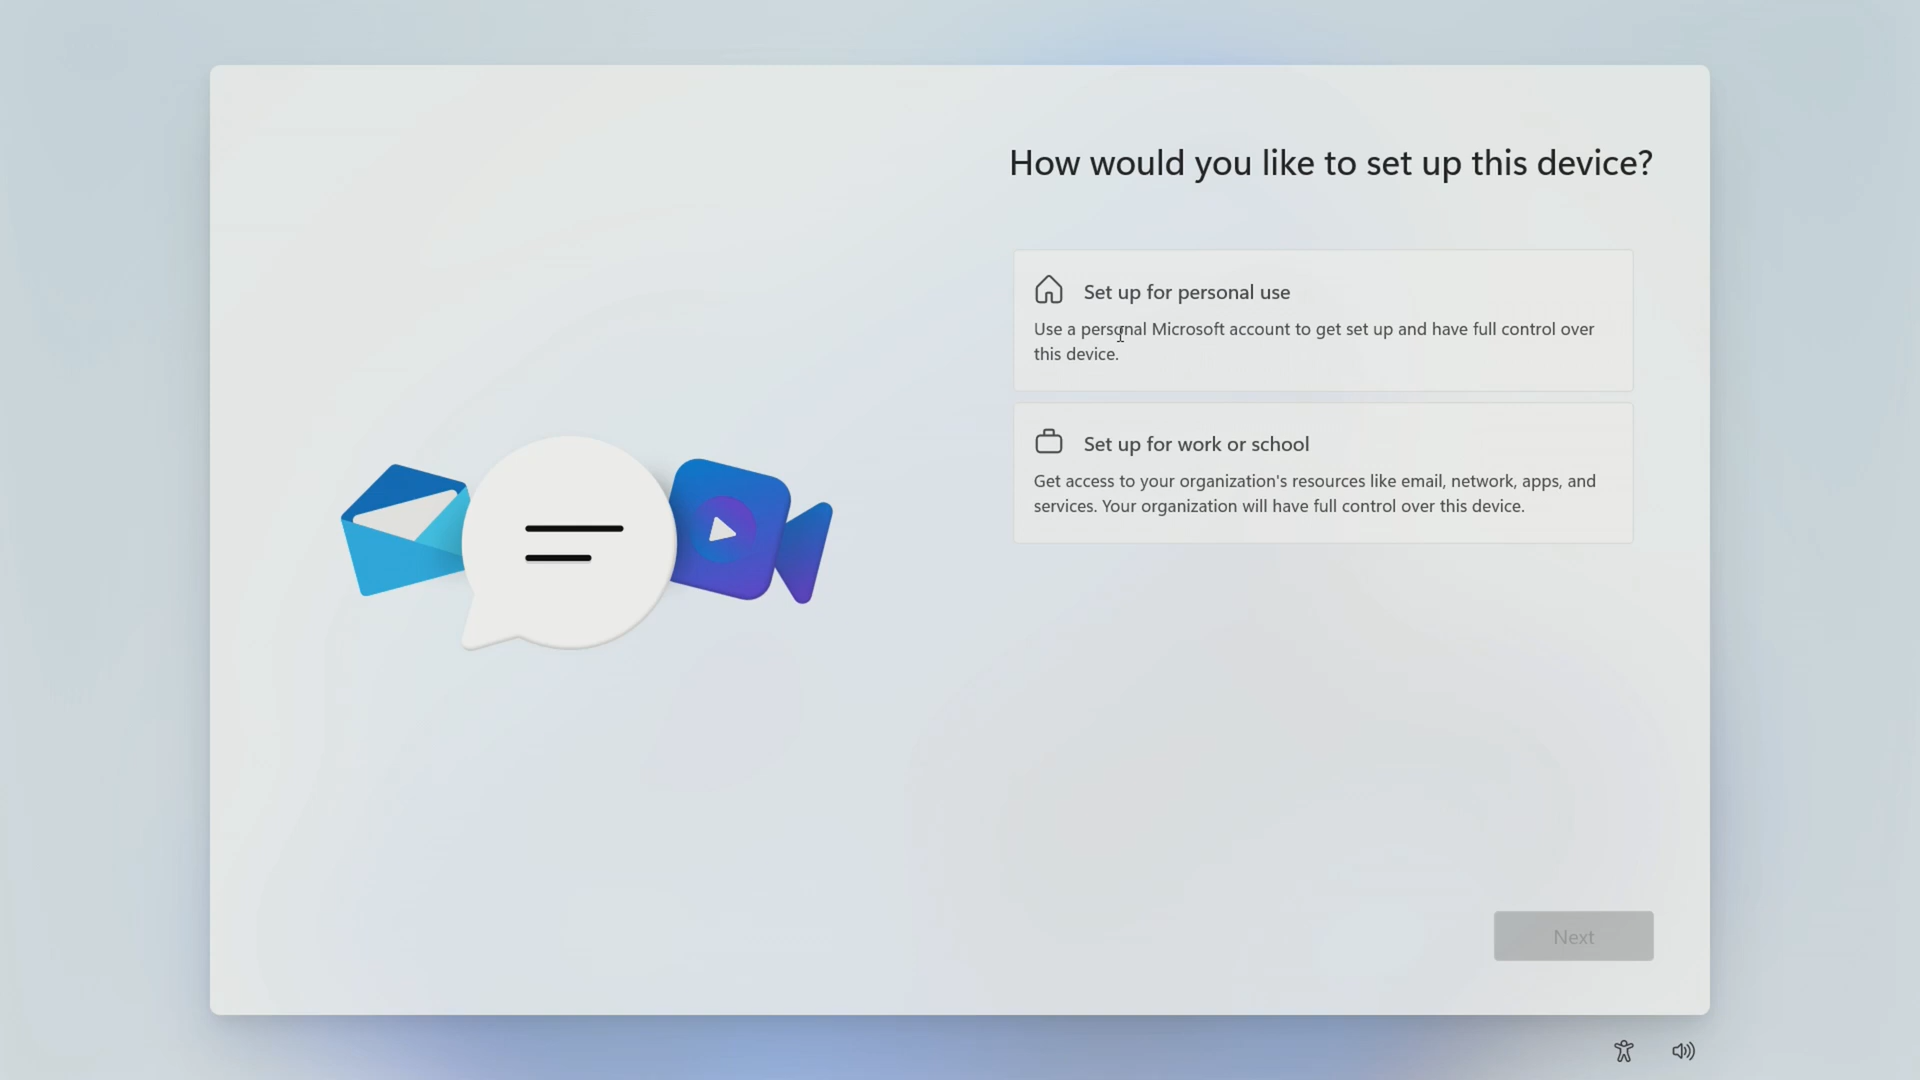 How would you like to set up this device?
Set up for personal use
Use a personal Microsoft account to get set up and have full control over
this device.
Set up for work or school
Get access to your organization's resources like email, network, apps, and
services. Your organization will have full control over this device.
Next